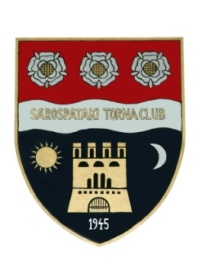 SÁROSPATAKI TORNA CLUB
1945